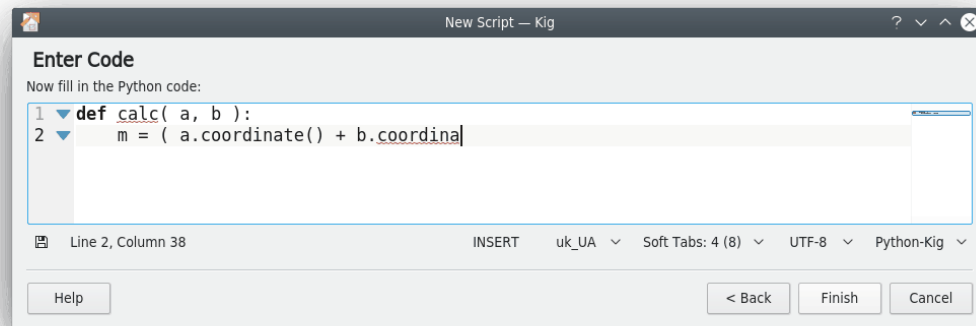 New Script — Kig
Enter Code
Now fill in the Python code:
1 def calc( a, b ):
2 m = ( a.coordinate() + b.coordina
Line 2, Column 38 INSERT uk_UA Soft Tabs: 4 (8) UTF-8 Python-Kig
Help < Back Finish Cancel